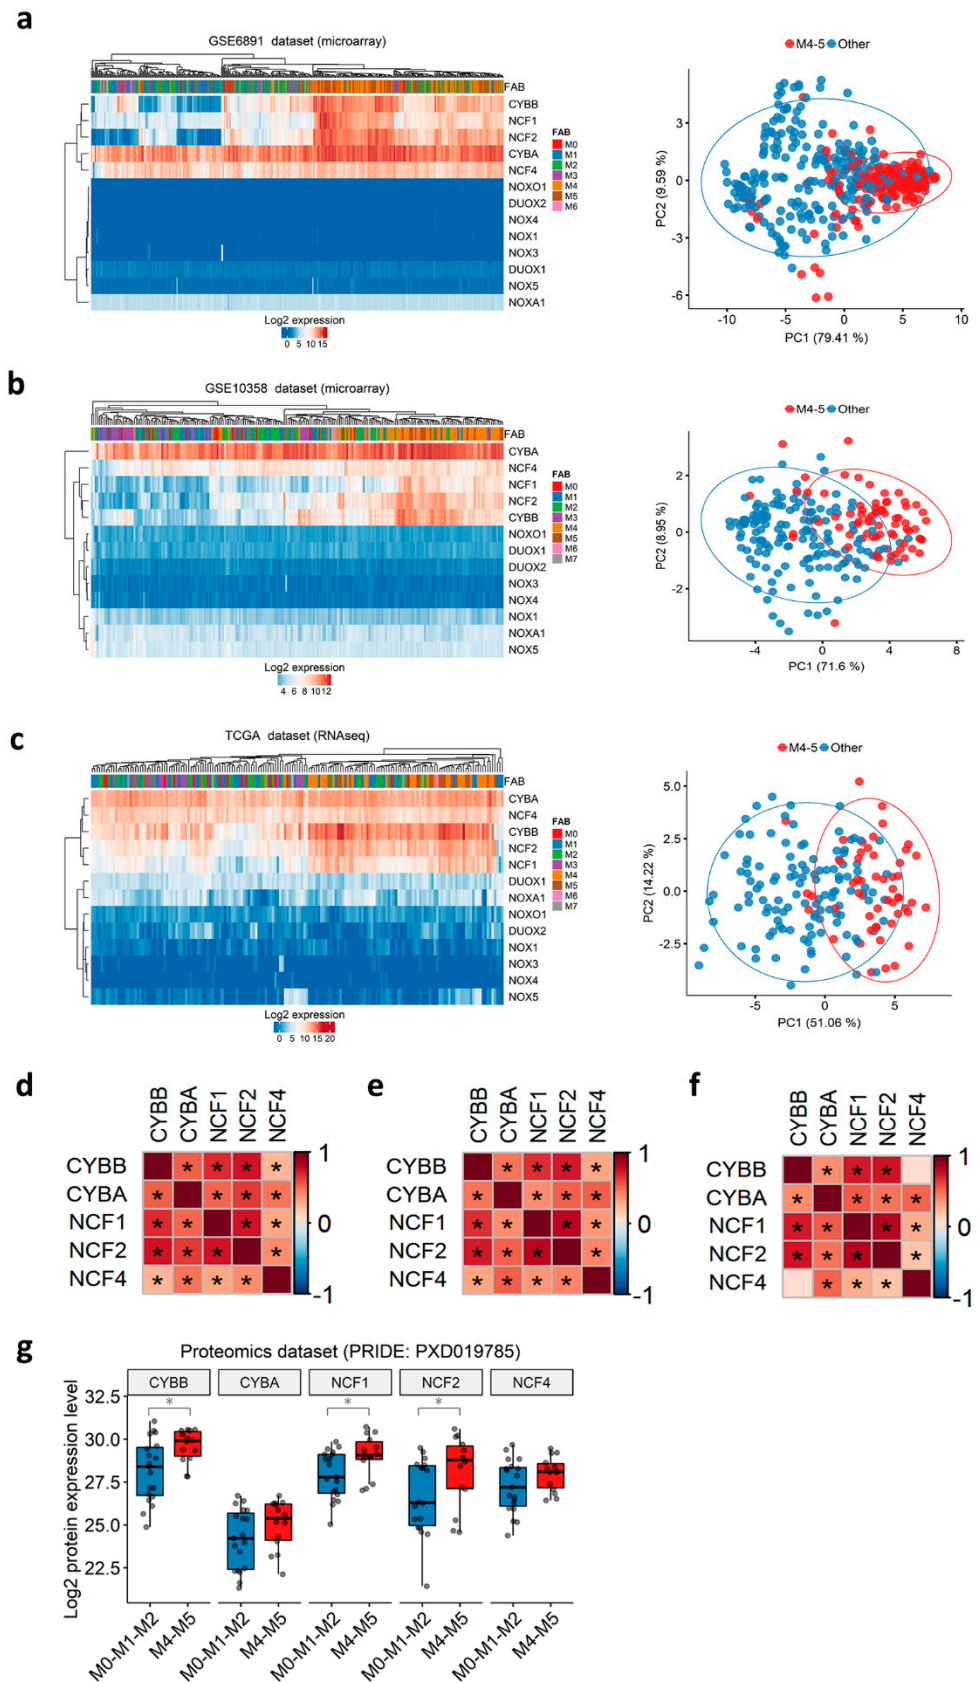 a
GSE6891 dataset (microarray)
FAB
CYBB
NCF1
NCF2
CYBA
NCF4
NOXO1
DUOX2
NOX4
NOX1
NOX3
DUOX1
NOX5
NOXA1
FAB
M0
M1
M2
M3
M4
M5
M6
Log2 expression
0 5 10 15
M4-5 Other
PC2 (9.59 %)
3
0
-3
-6
-10 -5 0 5 10
PC1 (79.41 %)
b
GSE10358 dataset (microarray)
FAB
CYBA
NCF4
NCF1
NCF2
CYBB
NOXO1
DUOX1
DUOX2
NOX3
NOX4
NOX1
NOXA1
NOX5
FAB
M0
M1
M2
M3
M4
M5
M6
M7
Log2 expression
4 6 8 10 12
M4-5 Other
PC2 (8.95 %)
2
0
-2
-4 0 4 8
PC1 (71.6 %)
c
TCGA dataset (RNAseq)
FAB
CYBA
NCF4
CYBB
NCF2
NCF1
DUOX1
NOXA1
NOXO1
DUOX2
NOX1
NOX3
NOX4
NOX5
FAB
M0
M1
M2
M3
M4
M5
M6
M7
Log2 expression
0 5 10 15 20
M4-5 Other
PC2 (14.22 %)
5.0
2.5
0.0
-2.5
-5 0 5
PC1 (51.06 %)
d
CYBB CYBA NCF1 NCF2 NCF4
CYBB * * * *
CYBA * * * *
NCF1 * * * *
NCF2 * * * *
NCF4 * * * *
1
0
-1
e
CYBB CYBA NCF1 NCF2 NCF4
CYBB * * * *
CYBA * * * *
NCF1 * * * *
NCF2 * * * *
NCF4 * * * *
1
0
-1
f
CYBB CYBA NCF1 NCF2 NCF4
CYBB * * *
CYBA * * * *
NCF1 * * * *
NCF2 * * * *
NCF4 * * *
1
0
-1
g
Proteomics dataset (PRIDE: PXD019785)
CYBB CYBA NCF1 NCF2 NCF4
* * *
Log2 protein expression level
32.5
30.0
27.5
25.0
22.5
M0-M1-M2 M4-M5 M0-M1-M2 M4-M5 M0-M1-M2 M4-M5 M0-M1-M2 M4-M5 M0-M1-M2 M4-M5